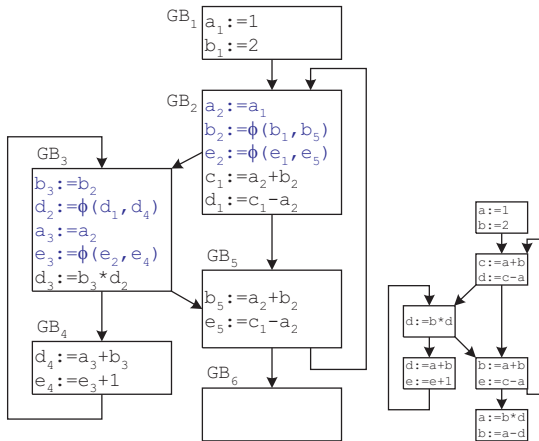 GB₁
a₁:=1
b₁:=2
GB₂
a₂:=a₁
b₂:=ϕ(b₁,b₅)
e₂:=ϕ(e₁,e₅)
c₁:=a₂+b₂
d₁:=c₁-a₂
GB₃
b₃:=b₂
d₂:=ϕ(d₁,d₄)
a₃:=a₂
e₃:=ϕ(e₂,e₄)
d₃:=b₃*d₂
GB₄
d₄:=a₃+b₃
e₄:=e₃+1
GB₅
b₅:=a₂+b₂
e₅:=c₁-a₂
GB₆
a:=1
b:=2
c:=a+b
d:=c-a
d:=b*d
d:=a+b
e:=e+1
b:=a+b
e:=c-a
a:=b*d
b:=a-d